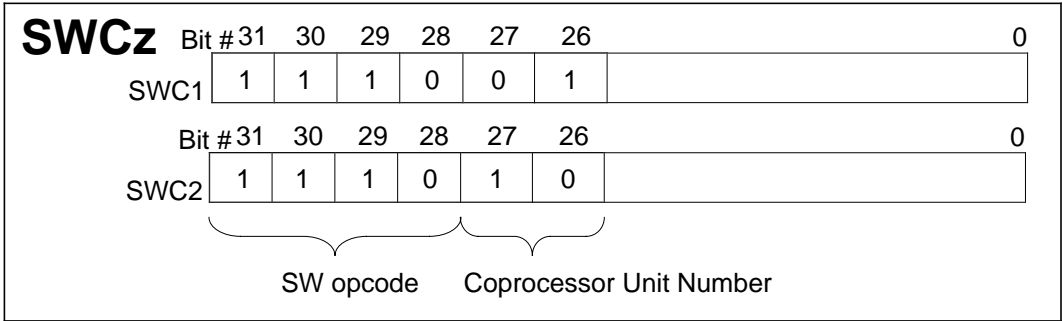 SWCz Bit # 31 30 29 28 27 26 0
SWC1 1 1 1 0 0 1
Bit # 31 30 29 28 27 26 0
SWC2 1 1 1 0 1 0
SW opcode Coprocessor Unit Number